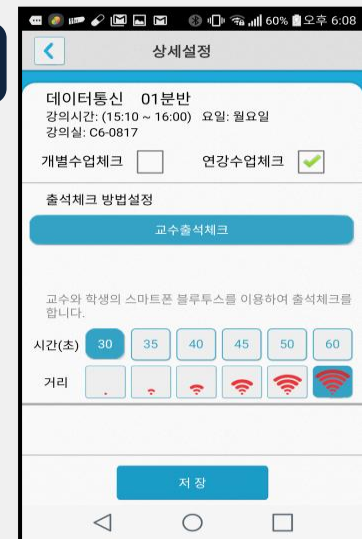 60% 오후 6:08
상세설정
데이터통신 01분반
강의시간: (15:10 ~ 16:00) 요일: 월요일
강의실: C6-0817
개별수업체크 연강수업체크
출석체크 방법설정
교수출석체크
교수와 학생의 스마트폰 블루투스를 이용하여 출석체크를
합니다.
시간(초) 30 35 40 45 50 60
거리
저장